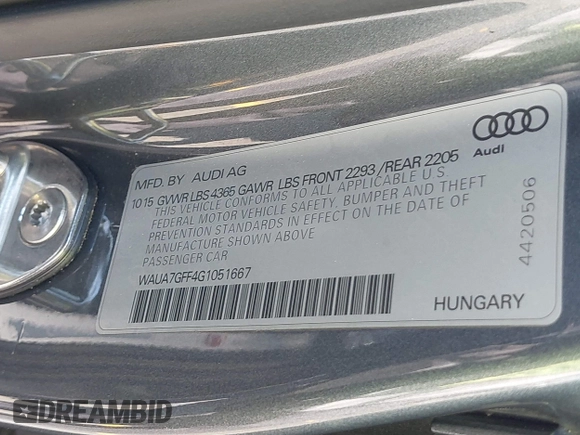 MFD. BY AUDI AG
10 15 GVWR LBS 4365 GAWR LBS FRONT 2293 / REAR 2205
THIS VEHICLE CONFORMS TO ALL APPLICABLE U.S.
FEDERAL MOTOR VEHICLE SAFETY, BUMPER AND THEFT
PREVENTION STANDARDS IN EFFECT ON THE DATE OF
MANUFACTURE SHOWN ABOVE
PASSENGER CAR
WAUA7GFF4G1051667
Audi
4420506
HUNGARY
DREAMBID